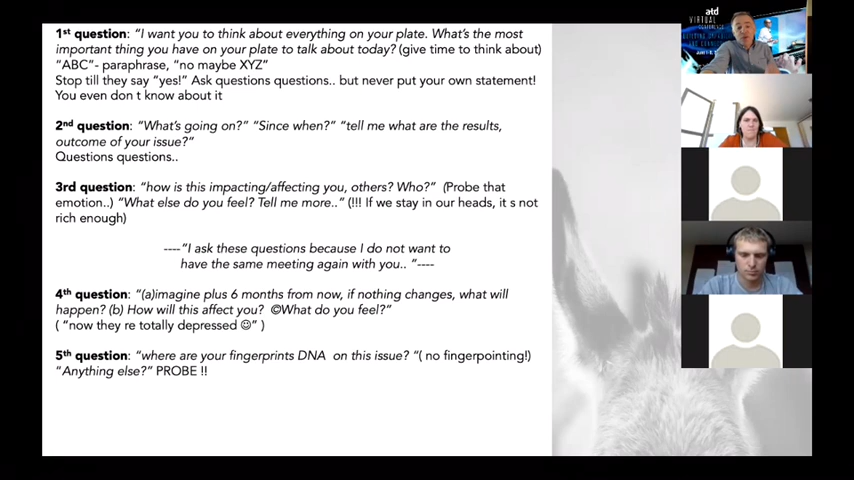 1st question: “I want you to think about everything on your plate. What's the most
important thing you have on your plate to talk about today? (give time to think about)
“ABC”- paraphrase, “no maybe XYZ”
Stop till they say “yes!” Ask questions questions.. but never put your own statement!
You even don t know about it
2nd question: “What's going on?” “Since when?” “tell me what are the results,
outcome of your issue?“
Questions questions..
3rd question: “how is this impacting/affecting you, others? Who?” (Probe that
emotion..) “What else do you feel? Tell me more..” (!!! If we stay in our heads, it s not
rich enough)
----“I ask these questions because I do not want to
have the same meeting again with you.. ”----
4th question: “(a)imagine plus 6 months from now, if nothing changes, what will
happen? (b) How will this affect you? ©What do you feel?”
( “now they re totally depressed ☺” )
5th question: “where are your fingerprints DNA on this issue? “( no fingerpointing!)
“Anything else?” PROBE !!
atd
VIRTUAL
CONFERENCE